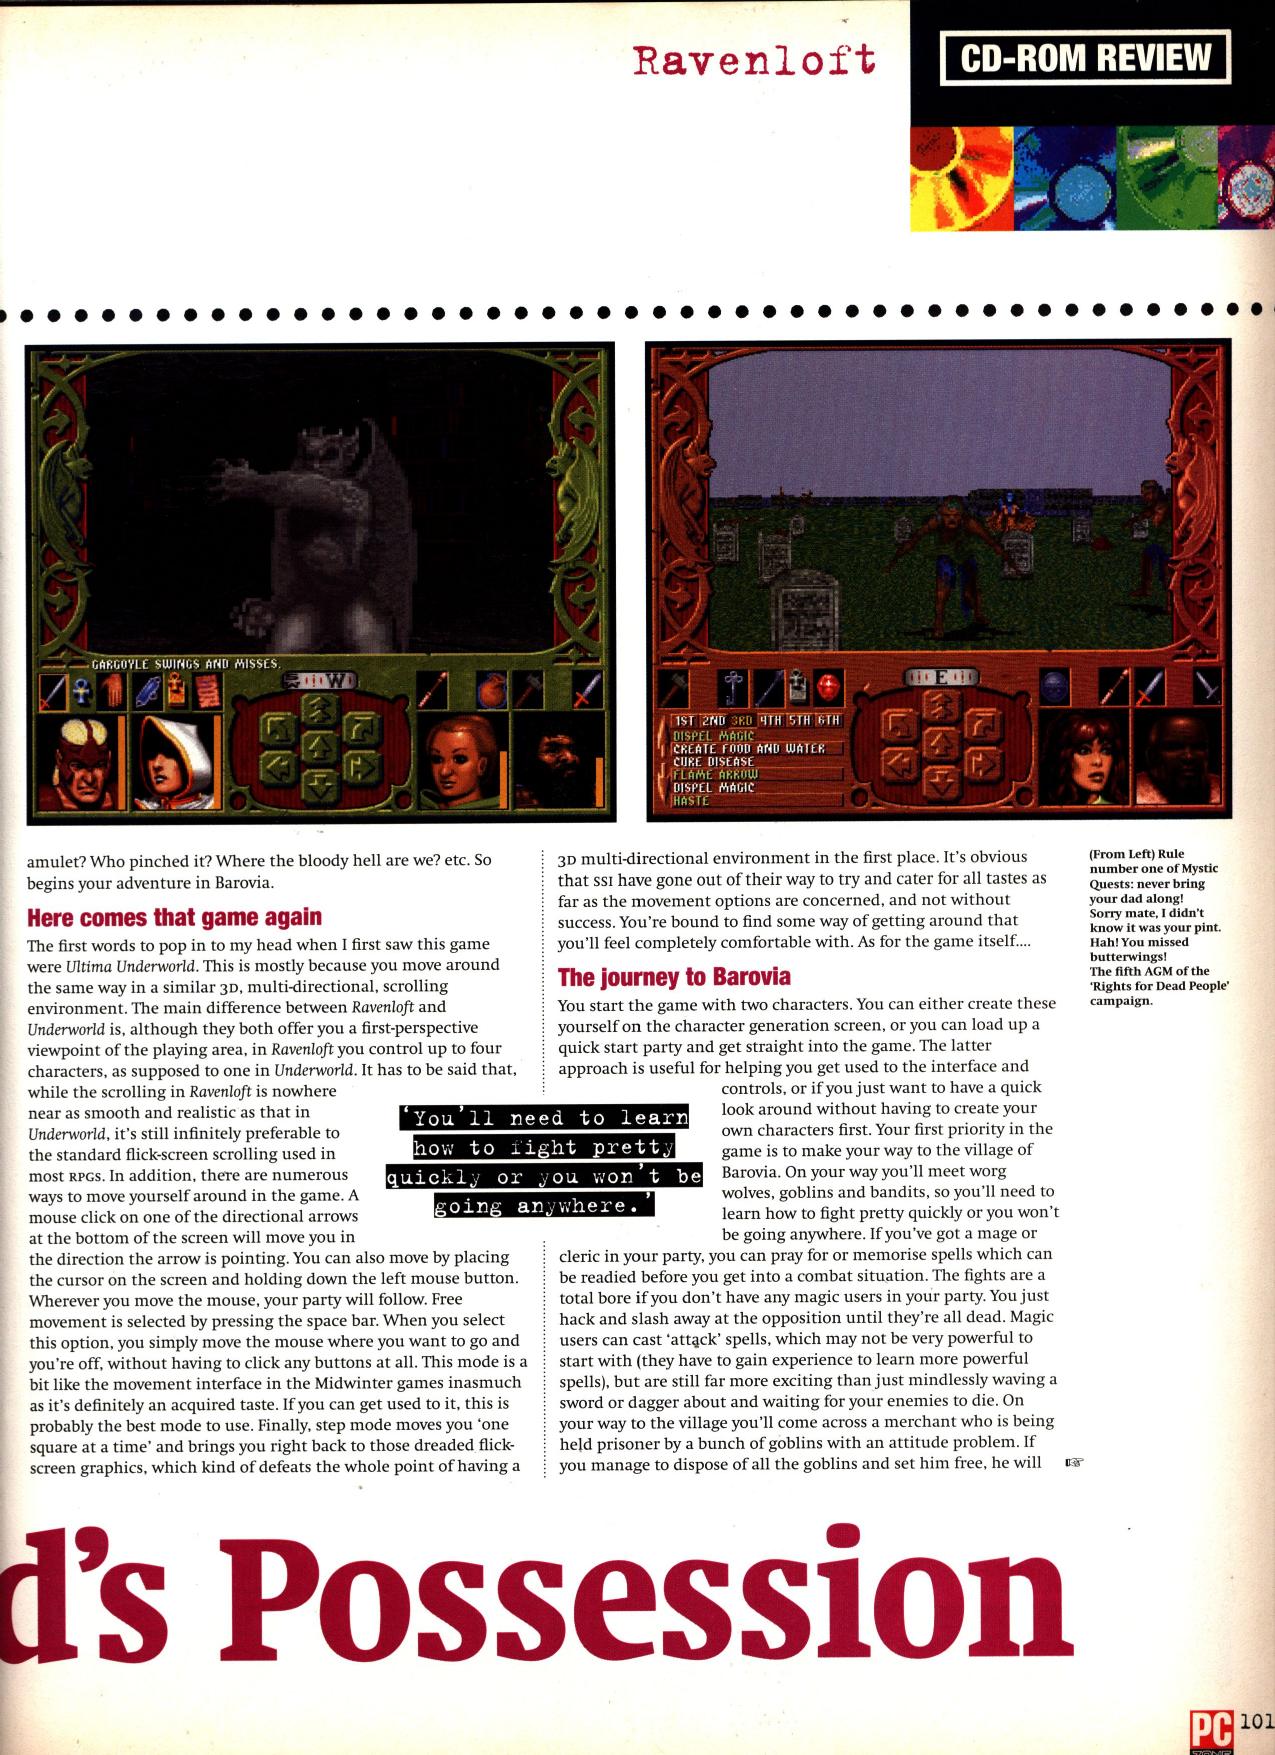 Ravenloft
CD-ROM REVIEW
GARGOYLE SWINGS AND MISSES.
W
E
1ST 2ND 3RD 4TH 5TH 6TH
DISPEL MAGIC
CREATE FOOD AND WATER
CURE DISEASE
FLAME ARROW
DISPEL MAGIC
HASTE
amulet? Who pinched it? Where the bloody hell are we? etc. So
begins your adventure in Barovia.
Here comes that game again
The first words to pop in to my head when I first saw this game
were Ultima Underworld. This is mostly because you move around
the same way in a similar 3D, multi-directional, scrolling
environment. The main difference between Ravenloft and
Underworld is, although they both offer you a first-perspective
viewpoint of the playing area, in Ravenloft you control up to four
characters, as supposed to one in Underworld. It has to be said that,
while the scrolling in Ravenloft is nowhere
near as smooth and realistic as that in
Underworld, it's still infinitely preferable to
the standard flick-screen scrolling used in
most RPGS. In addition, there are numerous
ways to move yourself around in the game. A
mouse click on one of the directional arrows
at the bottom of the screen will move you in
the direction the arrow is pointing. You can also move by placing
the cursor on the screen and holding down the left mouse button.
Wherever you move the mouse, your party will follow. Free
movement is selected by pressing the space bar. When you select
this option, you simply move the mouse where you want to go and
you're off, without having to click any buttons at all. This mode is a
bit like the movement interface in the Midwinter games inasmuch
as it's definitely an acquired taste. If you can get used to it, this is
probably the best mode to use. Finally, step mode moves you 'one
square at a time' and brings you right back to those dreaded flick-
screen graphics, which kind of defeats the whole point of having a
'You'll need to learn
how to fight pretty
quickly or you won't be
going anywhere.'
3D multi-directional environment in the first place. It's obvious
that SSI have gone out of their way to try and cater for all tastes as
far as the movement options are concerned, and not without
success. You're bound to find some way of getting around that
you'll feel completely comfortable with. As for the game itself....
The journey to Barovia
You start the game with two characters. You can either create these
yourself on the character generation screen, or you can load up a
quick start party and get straight into the game. The latter
approach is useful for helping you get used to the interface and
controls, or if you just want to have a quick
look around without having to create your
own characters first. Your first priority in the
game is to make your way to the village of
Barovia. On your way you'll meet worg
wolves, goblins and bandits, so you'll need to
learn how to fight pretty quickly or you won't
be going anywhere. If you've got a mage or
cleric in your party, you can pray for or memorise spells which can
be readied before you get into a combat situation. The fights are a
total bore if you don't have any magic users in your party. You just
hack and slash away at the opposition until they're all dead. Magic
users can cast 'attack' spells, which may not be very powerful to
start with (they have to gain experience to learn more powerful
spells), but are still far more exciting than just mindlessly waving a
sword or dagger about and waiting for your enemies to die. On
your way to the village you'll come across a merchant who is being
held prisoner by a bunch of goblins with an attitude problem. If
you manage to dispose of all the goblins and set him free, he will
(From Left) Rule
number one of Mystic
Quests: never bring
your dad along!
Sorry mate, I didn't
know it was your pint.
Hah! You missed
butterwings!
The fifth AGM of the
'Rights for Dead People'
campaign.
d's Possession
PC
ZONE
101